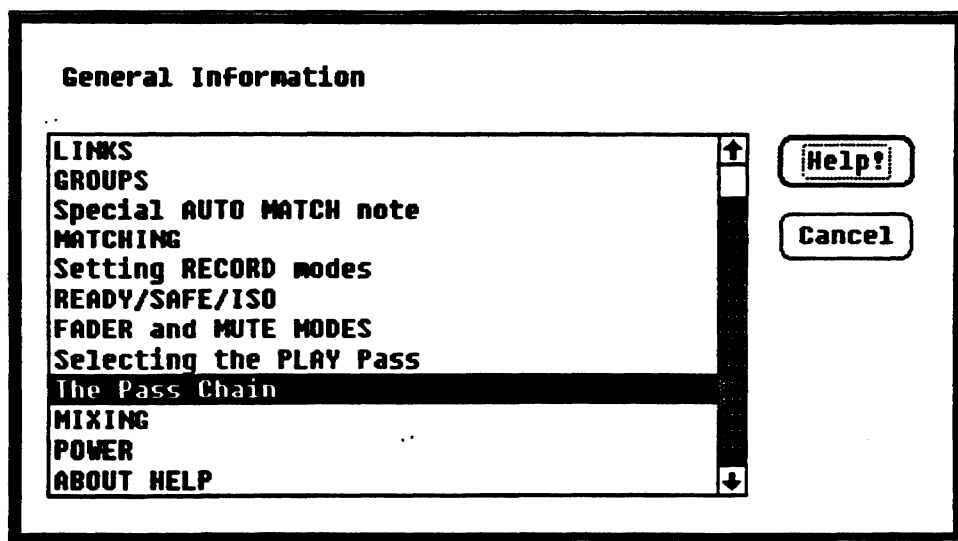 General Information
LINKS
GROUPS
Special AUTO MATCH note
MATCHING
Setting RECORD modes
READY/SAFE/ISO
FADER and MUTE MODES
Selecting the PLAY Pass
The Pass Chain
MIXING
POWER
ABOUT HELP
Help!
Cancel